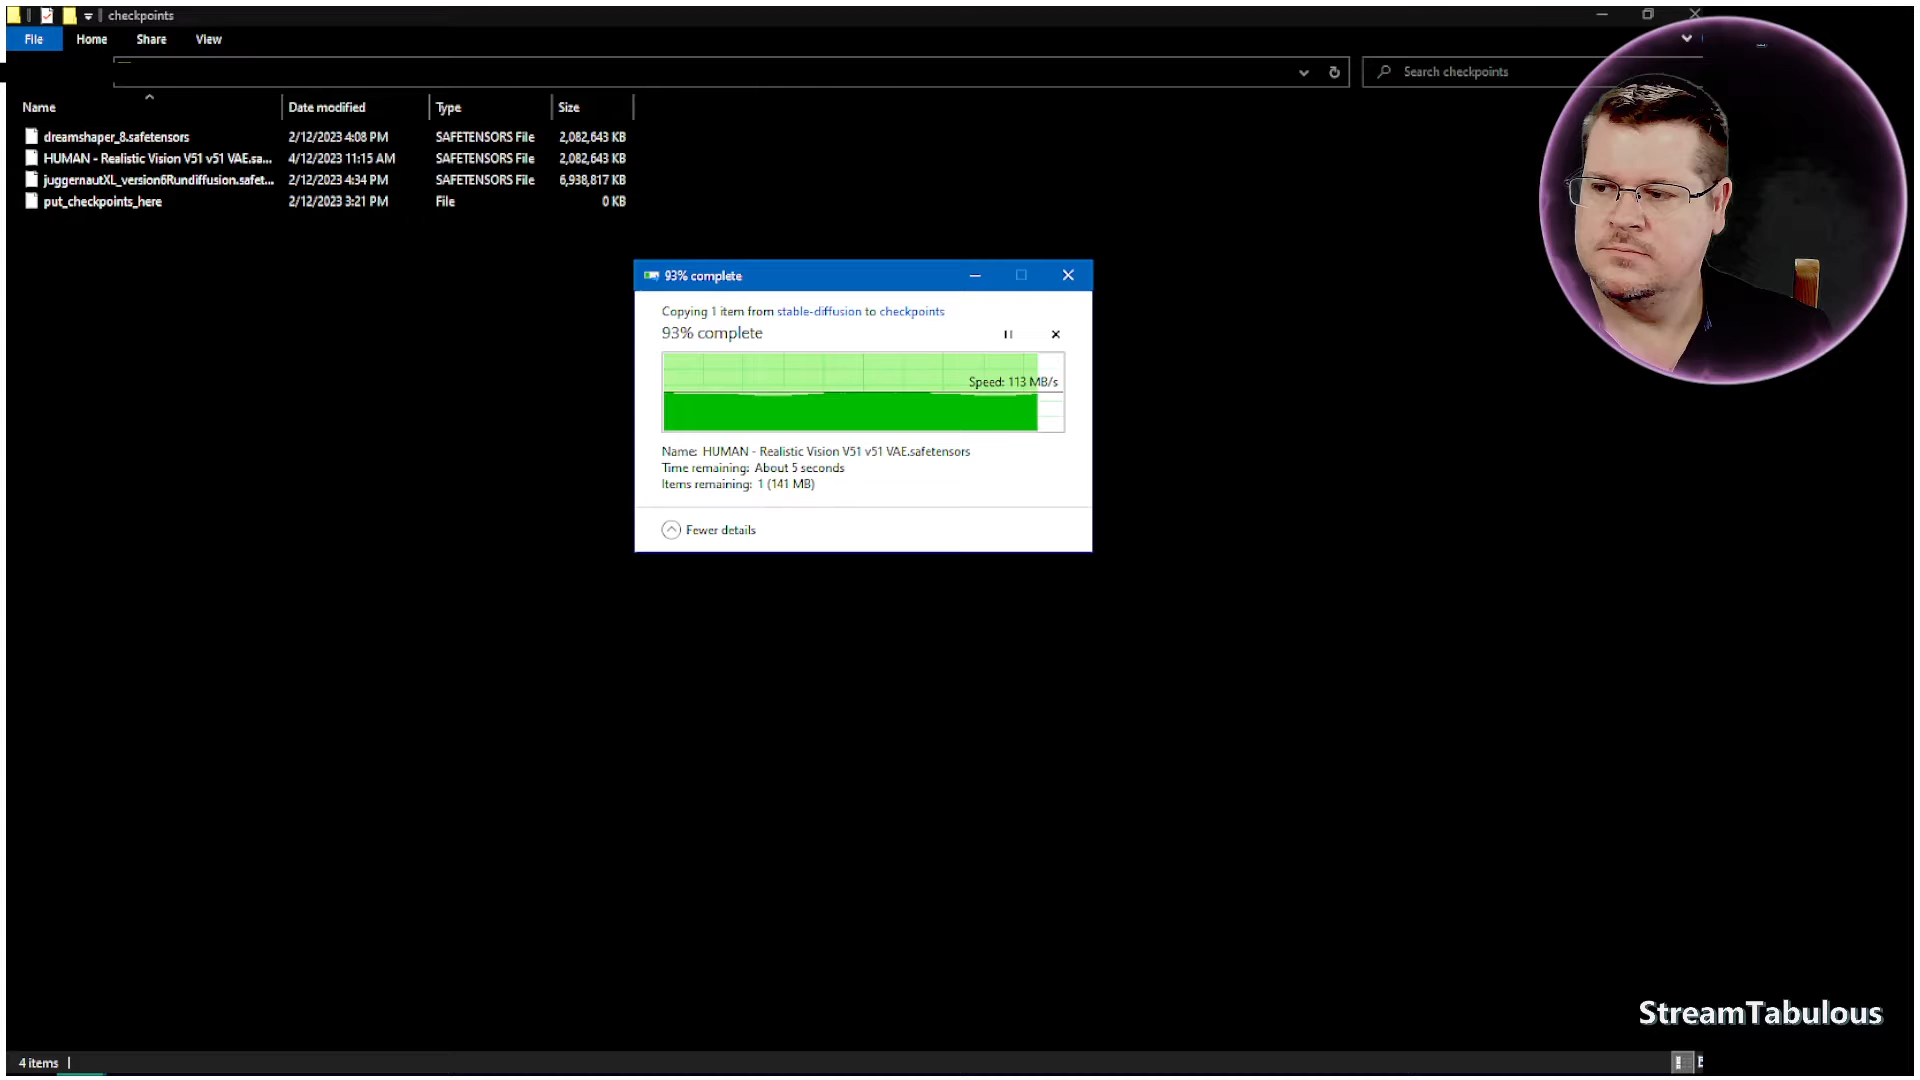 checkpoints
File Home Share View
Search checkpoints
Name Date modified Type Size
dreamshaper_8.safetensors 2/12/2023 4:08 PM SAFETENSORS File 2,082,643 KB
HUMAN - Realistic Vision V51 v51 VAE.sa... 4/12/2023 11:15 AM SAFETENSORS File 2,082,643 KB
juggernautXL_version6Rundiffusion.safet... 2/12/2023 4:34 PM SAFETENSORS File 6,938,817 KB
put_checkpoints_here 2/12/2023 3:21 PM File 0 KB
93% complete
Copying 1 item from stable-diffusion to checkpoints
93% complete
Speed: 113 MB/s
Name: HUMAN - Realistic Vision V51 v51 VAE.safetensors
Time remaining: About 5 seconds
Items remaining: 1 (141 MB)
Fewer details
StreamTabulous
4 items